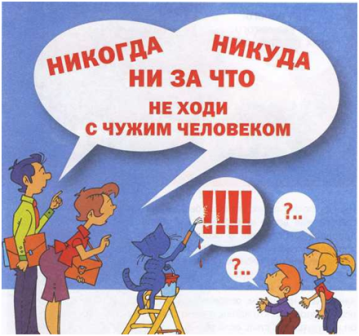 НИКОГДА
НИКУДА
НИ ЗА ЧТО
НЕ ХОДИ
С ЧУЖИМ ЧЕЛОВЕКОМ
!!!!
?..
?..